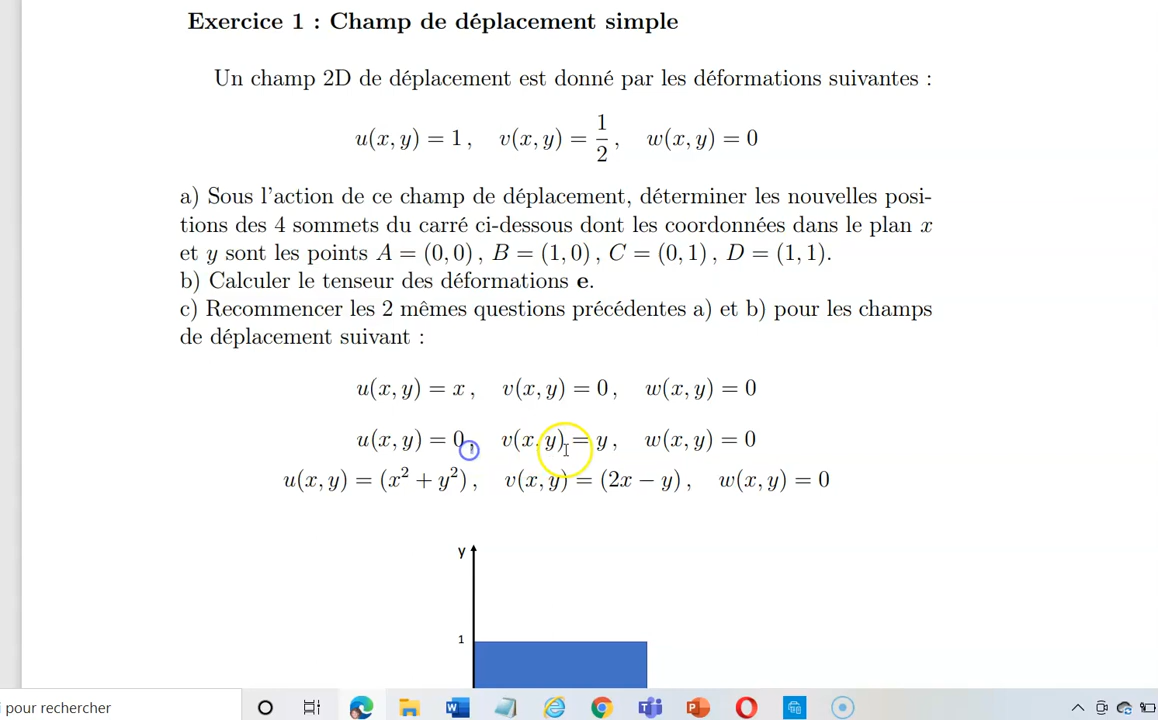 Exercice 1 : Champ de déplacement simple
Un champ 2D de déplacement est donné par les déformations suivantes :
u(x, y) = 1 ,   v(x, y) = 1/2 ,   w(x, y) = 0
a) Sous l'action de ce champ de déplacement, déterminer les nouvelles posi-
tions des 4 sommets du carré ci-dessous dont les coordonnées dans le plan x
et y sont les points A = (0, 0) , B = (1, 0) , C = (0, 1) , D = (1, 1).
b) Calculer le tenseur des déformations e.
c) Recommencer les 2 mêmes questions précédentes a) et b) pour les champs
de déplacement suivant :
u(x, y) = x ,   v(x, y) = 0 ,   w(x, y) = 0
u(x, y) = 0 ,   v(x, y) = y ,   w(x, y) = 0
u(x, y) = (x² + y²) ,   v(x, y) = (2x − y) ,   w(x, y) = 0
y
1
pour rechercher